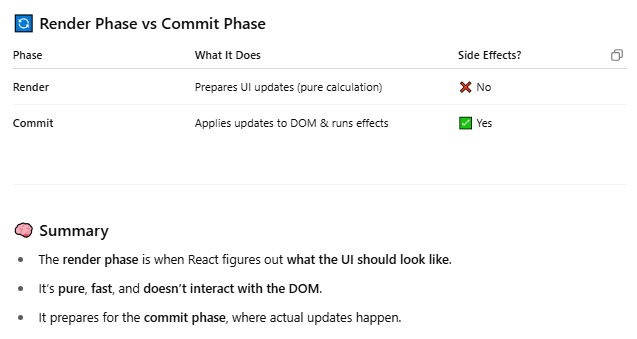 🔄 Render Phase vs Commit Phase
Phase What It Does Side Effects?
Render Prepares UI updates (pure calculation) ❌ No
Commit Applies updates to DOM & runs effects ✅ Yes
🧠 Summary
• The render phase is when React figures out what the UI should look like.
• It's pure, fast, and doesn't interact with the DOM.
• It prepares for the commit phase, where actual updates happen.